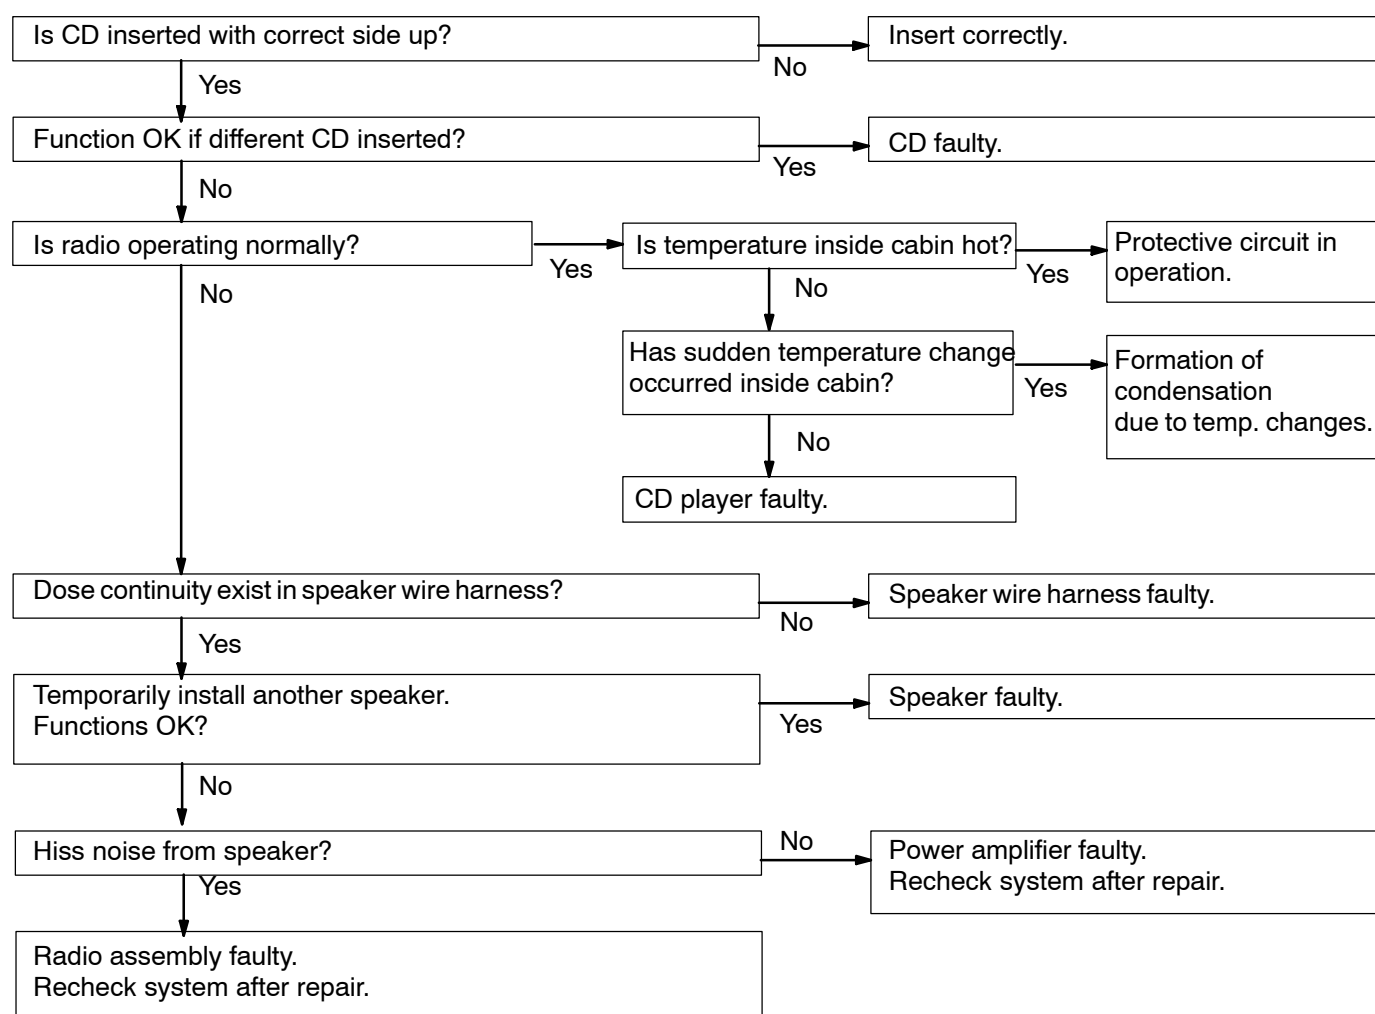 Is CD inserted with correct side up?
No
Insert correctly.
Yes
Function OK if different CD inserted?
Yes
CD faulty.
No
Is radio operating normally?
Yes
Is temperature inside cabin hot?
Yes
Protective circuit in
operation.
No
No
Has sudden temperature change
occurred inside cabin?
Yes
Formation of
condensation
due to temp. changes.
No
CD player faulty.
Dose continuity exist in speaker wire harness?
No
Speaker wire harness faulty.
Yes
Temporarily install another speaker.
Functions OK?
Yes
Speaker faulty.
No
Hiss noise from speaker?
No
Power amplifier faulty.
Recheck system after repair.
Yes
Radio assembly faulty.
Recheck system after repair.